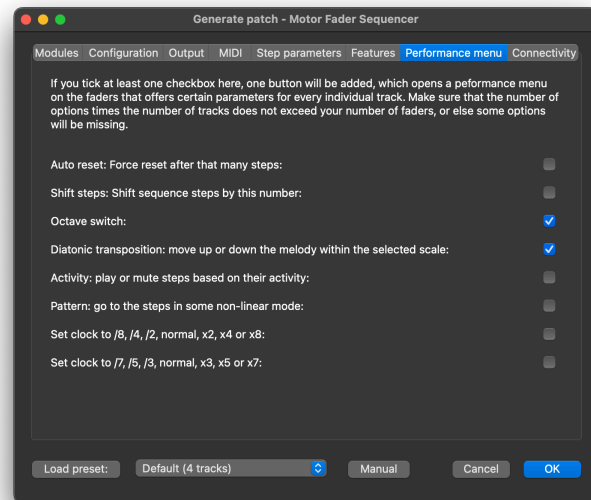 Generate patch - Motor Fader Sequencer
Modules Configuration Output MIDI Step parameters Features Performance menu Connectivity
If you tick at least one checkbox here, one button will be added, which opens a peformance menu
on the faders that offers certain parameters for every individual track. Make sure that the number of
options times the number of tracks does not exceed your number of faders, or else some options
will be missing.
Auto reset: Force reset after that many steps:
Shift steps: Shift sequence steps by this number:
Octave switch:
Diatonic transposition: move up or down the melody within the selected scale:
Activity: play or mute steps based on their activity:
Pattern: go to the steps in some non-linear mode:
Set clock to /8, /4, /2, normal, x2, x4 or x8:
Set clock to /7, /5, /3, normal, x3, x5 or x7:
Load preset: Default (4 tracks) Manual Cancel OK